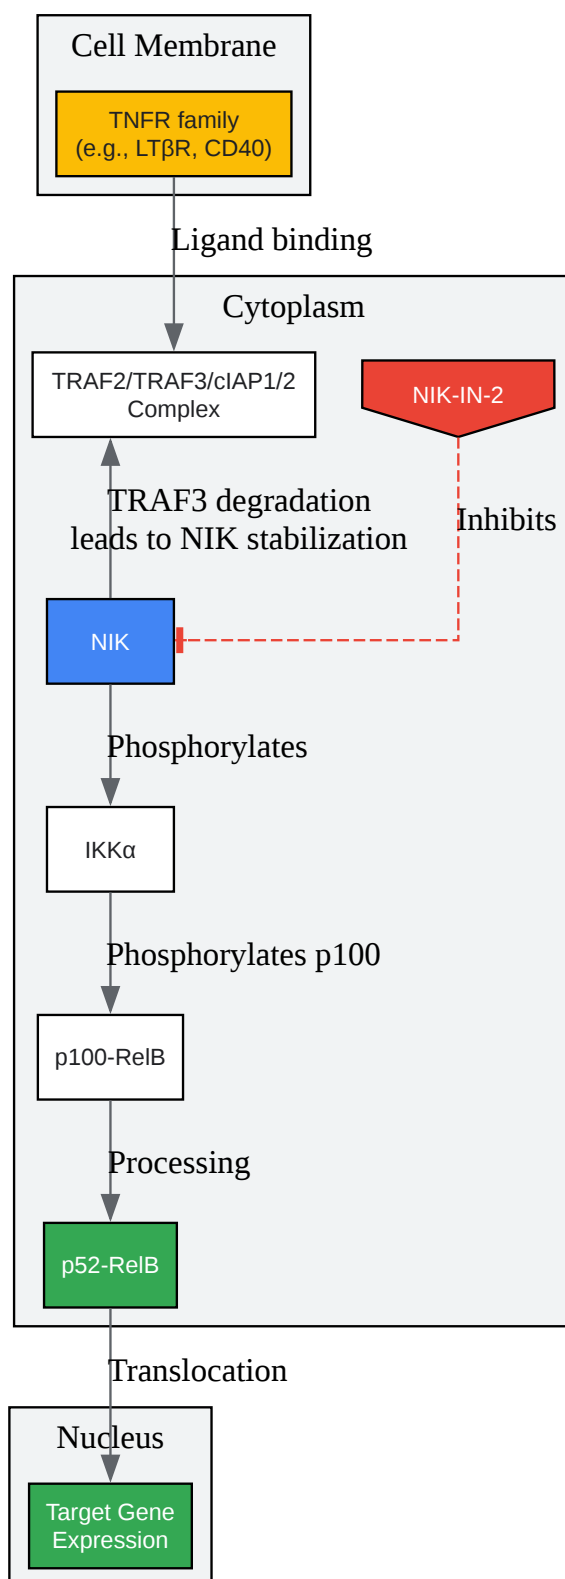 Cell Membrane
TNFR family
(e.g., LTβR, CD40)
Ligand binding
Cytoplasm
TRAF2/TRAF3/cIAP1/2
Complex
NIK-IN-2
TRAF3 degradation
leads to NIK stabilization
Inhibits
NIK
Phosphorylates
IKKα
Phosphorylates p100
p100-RelB
Processing
p52-RelB
Translocation
Nucleus
Target Gene
Expression